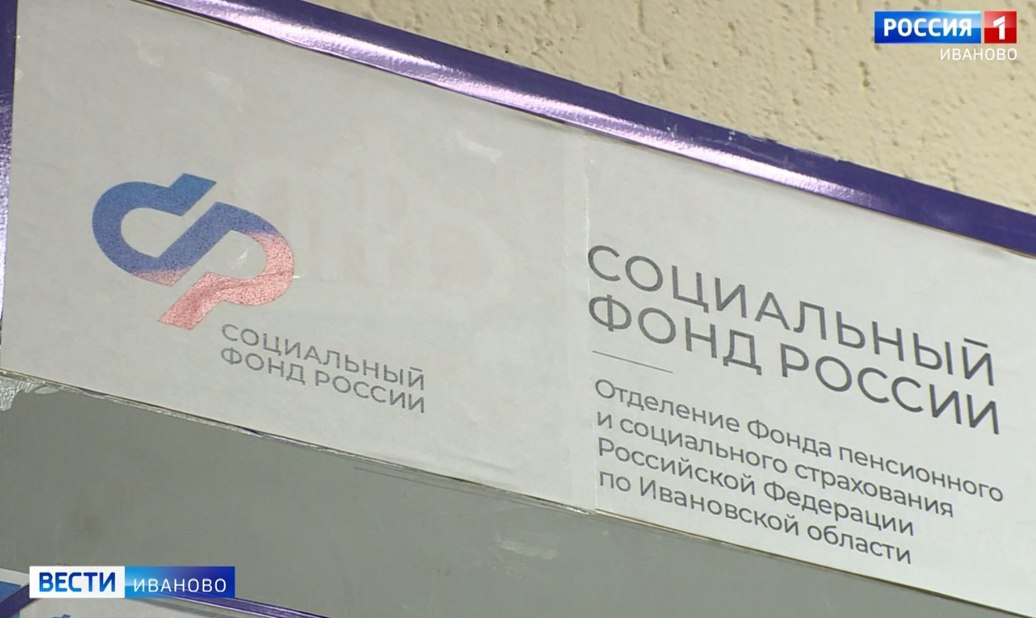 РОССИЯ 1
ИВАНОВО
СОЦИАЛЬНЫЙ
ФОНД РОССИИ
СОЦИАЛЬНЫЙ
ФОНД РОССИИ
Отделение Фонда пенсионного
и социального страхования
Российской Федерации
по Ивановской области
ВЕСТИ ИВАНОВО